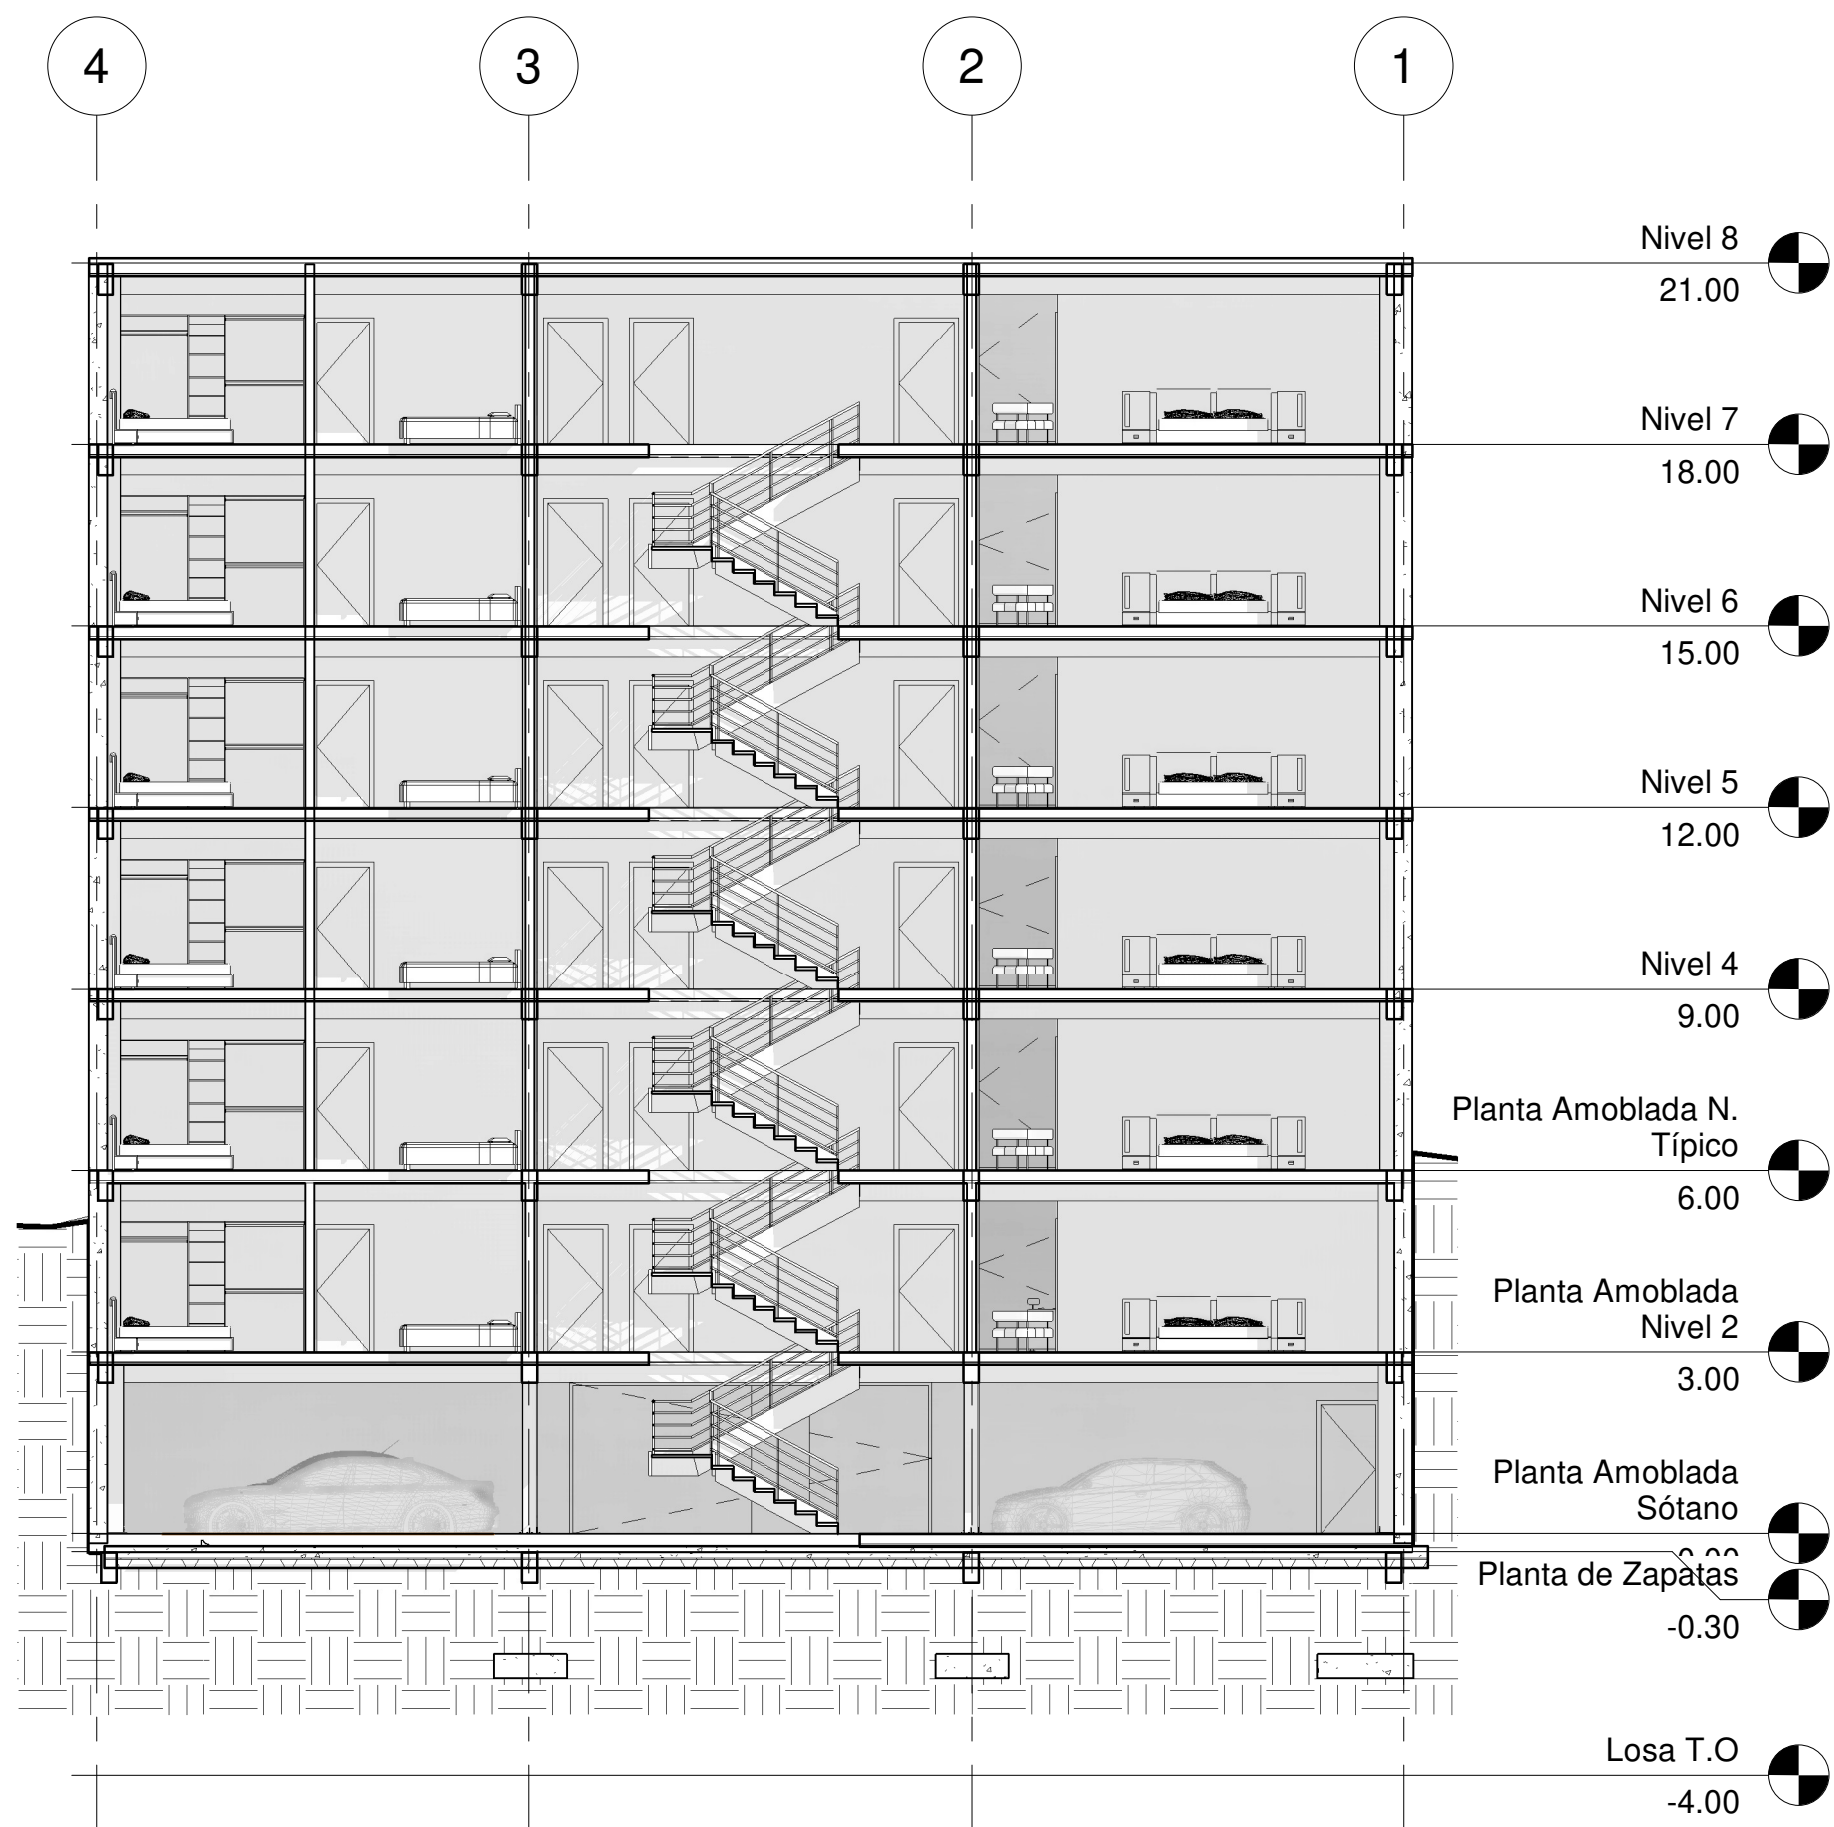 4 3 2 1
Nivel 8
21.00
Nivel 7
18.00
Nivel 6
15.00
Nivel 5
12.00
Nivel 4
9.00
Planta Amoblada N.
Típico
6.00
Planta Amoblada
Nivel 2
3.00
Planta Amoblada
Sótano
Planta de Zapatas
-0.30
Losa T.O
-4.00